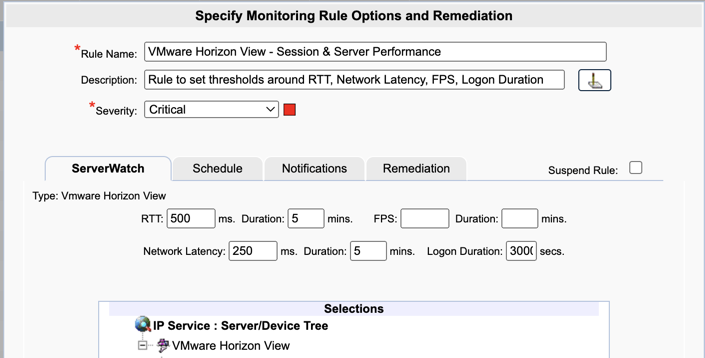 Specify Monitoring Rule Options and Remediation
*Rule Name: VMware Horizon View - Session & Server Performance
Description: Rule to set thresholds around RTT, Network Latency, FPS, Logon Duration
*Severity: Critical
ServerWatch Schedule Notifications Remediation Suspend Rule:
Type: Vmware Horizon View
RTT: 500 ms. Duration: 5 mins. FPS: Duration: mins.
Network Latency: 250 ms. Duration: 5 mins. Logon Duration: 3000 secs.
Selections
IP Service : Server/Device Tree
VMware Horizon View